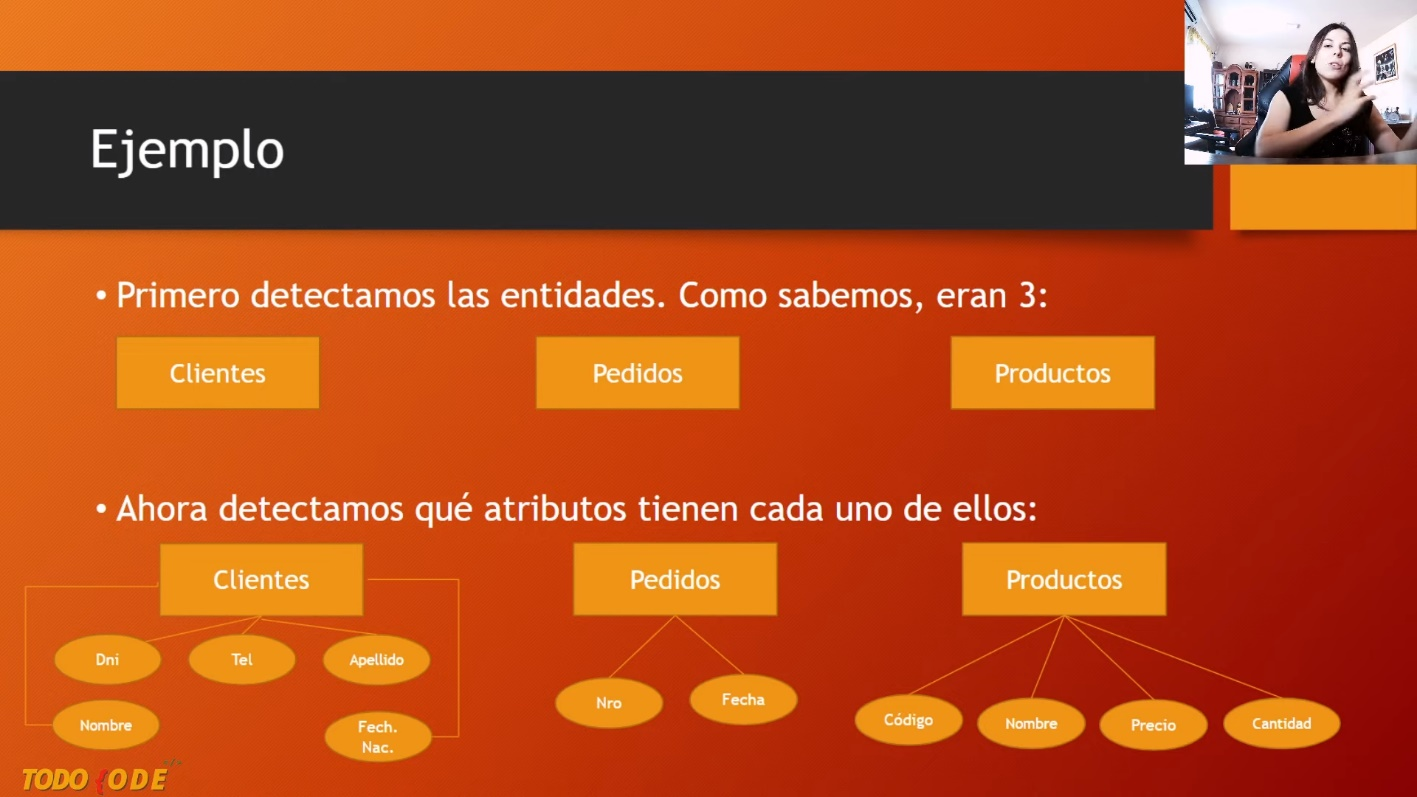 Ejemplo
• Primero detectamos las entidades. Como sabemos, eran 3:
Clientes
Pedidos
Productos
• Ahora detectamos qué atributos tienen cada uno de ellos:
Clientes
Pedidos
Productos
Dni
Tel
Apellido
Nombre
Fech.
Nac.
Nro
Fecha
Código
Nombre
Precio
Cantidad
TODO CODE